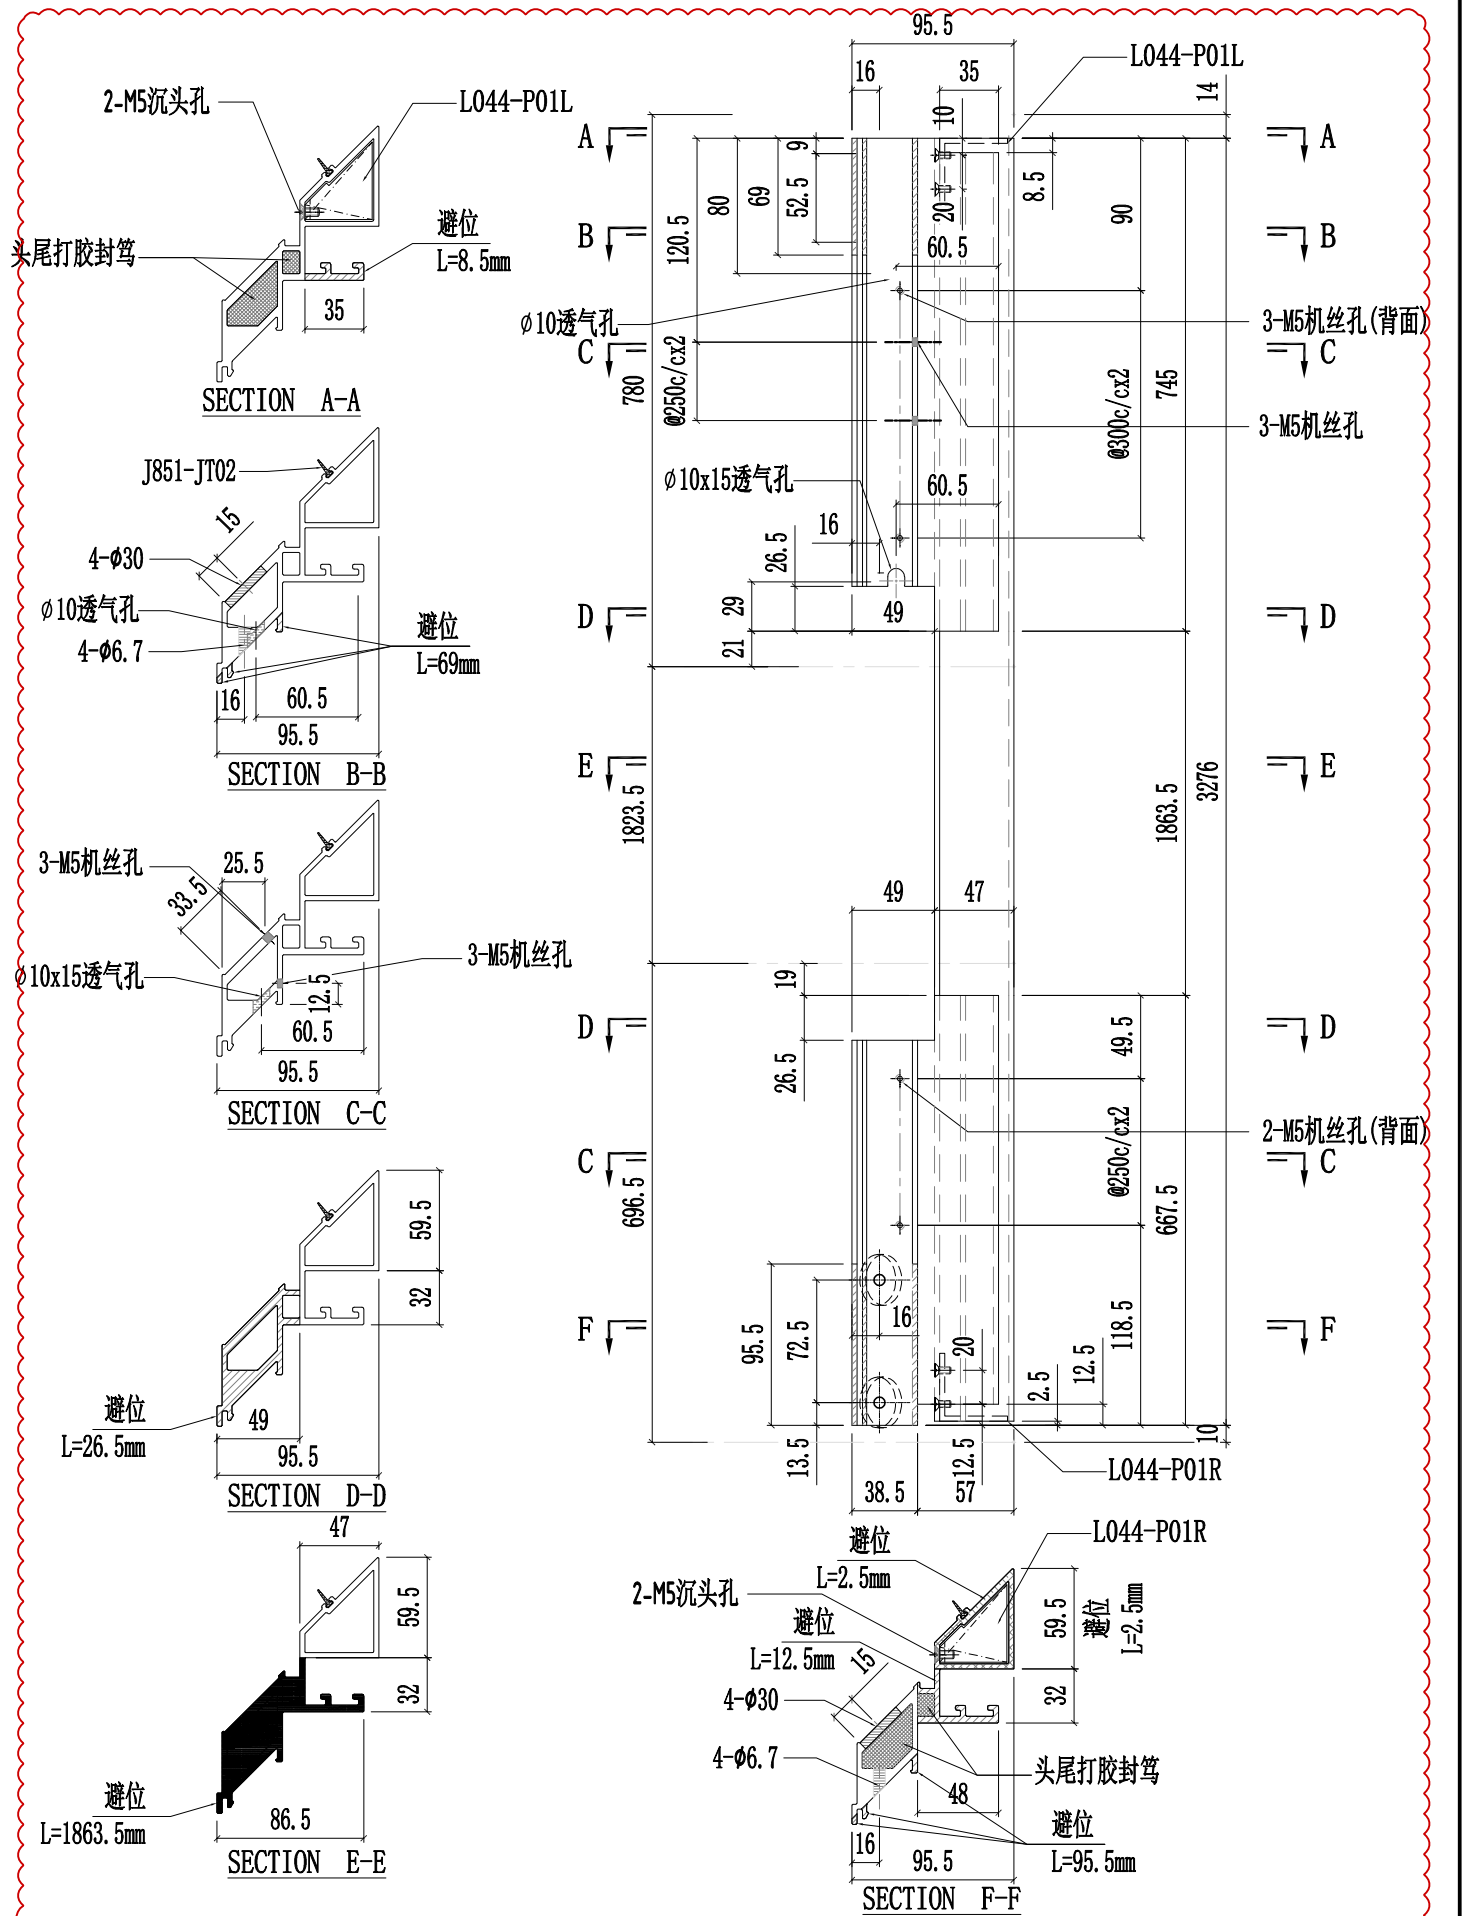 2-M5沉头孔
L044-P01L
避位
L=8.5mm
头尾打胶封笃
35
SECTION A-A
J851-JT02
15
4-ϕ30
ϕ10透气孔
4-ϕ6.7
避位
L=69mm
16
60.5
95.5
SECTION B-B
3-M5机丝孔
25.5
33.5
3-M5机丝孔
ϕ10x15透气孔
12.5
60.5
95.5
SECTION C-C
59.5
32
避位
L=26.5mm
49
95.5
SECTION D-D
47
59.5
32
避位
L=1863.5mm
86.5
SECTION E-E
95.5
16
35
L044-P01L
14
10
A
A
9
8.5
80
69
52.5
20
90
120.5
B
B
60.5
ϕ10透气孔
3-M5机丝孔(背面)
C
C
780
@250c/cx2
@300c/cx2
745
3-M5机丝孔
ϕ10x15透气孔
60.5
16
26.5
29
49
D
D
21
E
E
1823.5
1863.5
3276
49
47
19
D
D
26.5
49.5
2-M5机丝孔(背面)
@250c/cx2
C
C
696.5
667.5
16
F
F
95.5
72.5
20
118.5
12.5
2.5
10
13.5
12.5
L044-P01R
38.5
57
避位
L=2.5mm
L044-P01R
2-M5沉头孔
避位
L=12.5mm
59.5
避位
L=2.5mm
15
4-ϕ30
32
4-ϕ6.7
头尾打胶封笃
48
避位
L=95.5mm
16
95.5
SECTION F-F